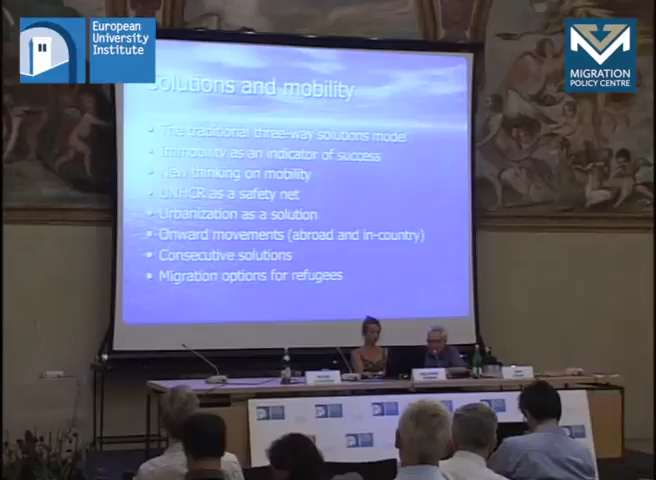 European
University
Institute
MIGRATION
POLICY CENTRE
Solutions and mobility
The traditional three-way solutions model
Immobility as an indicator of success
New thinking on mobility
UNHCR as a safety net
Urbanization as a solution
Onward movements (abroad and in-country)
Consecutive solutions
Migration options for refugees